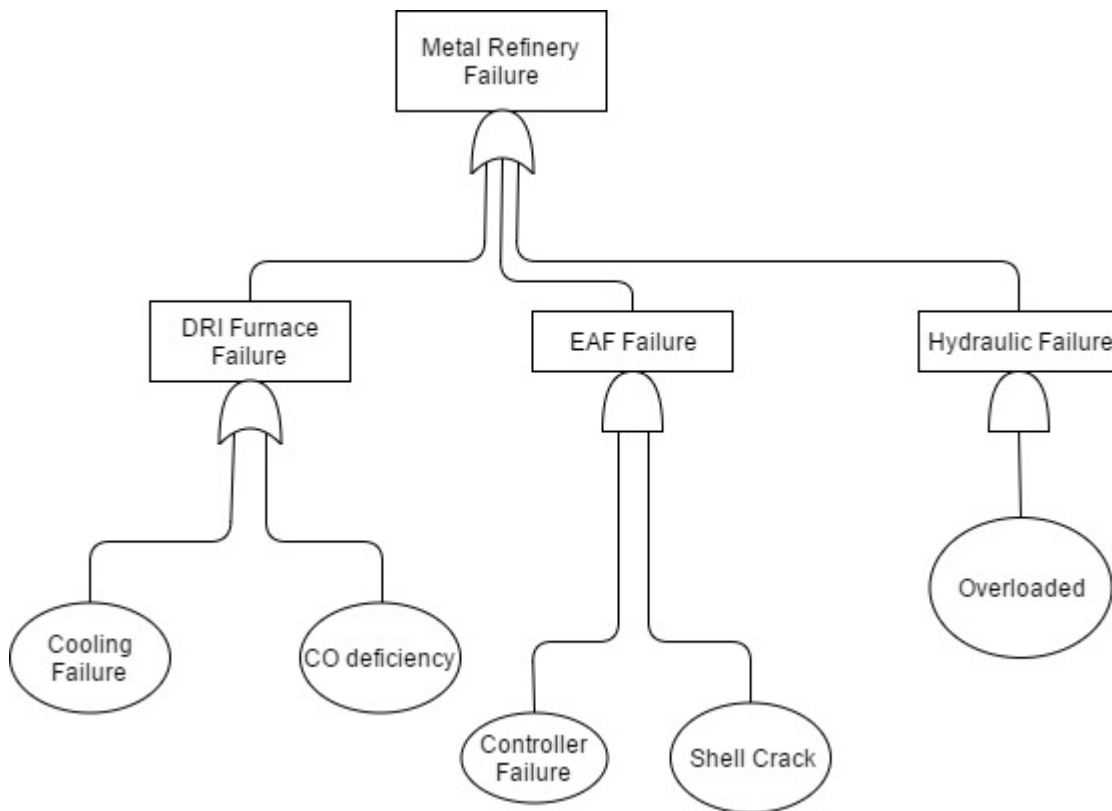 Metal Refinery
Failure
DRI Furnace
Failure
EAF Failure
Hydraulic Failure
Cooling
Failure
CO deficiency
Controller
Failure
Shell Crack
Overloaded